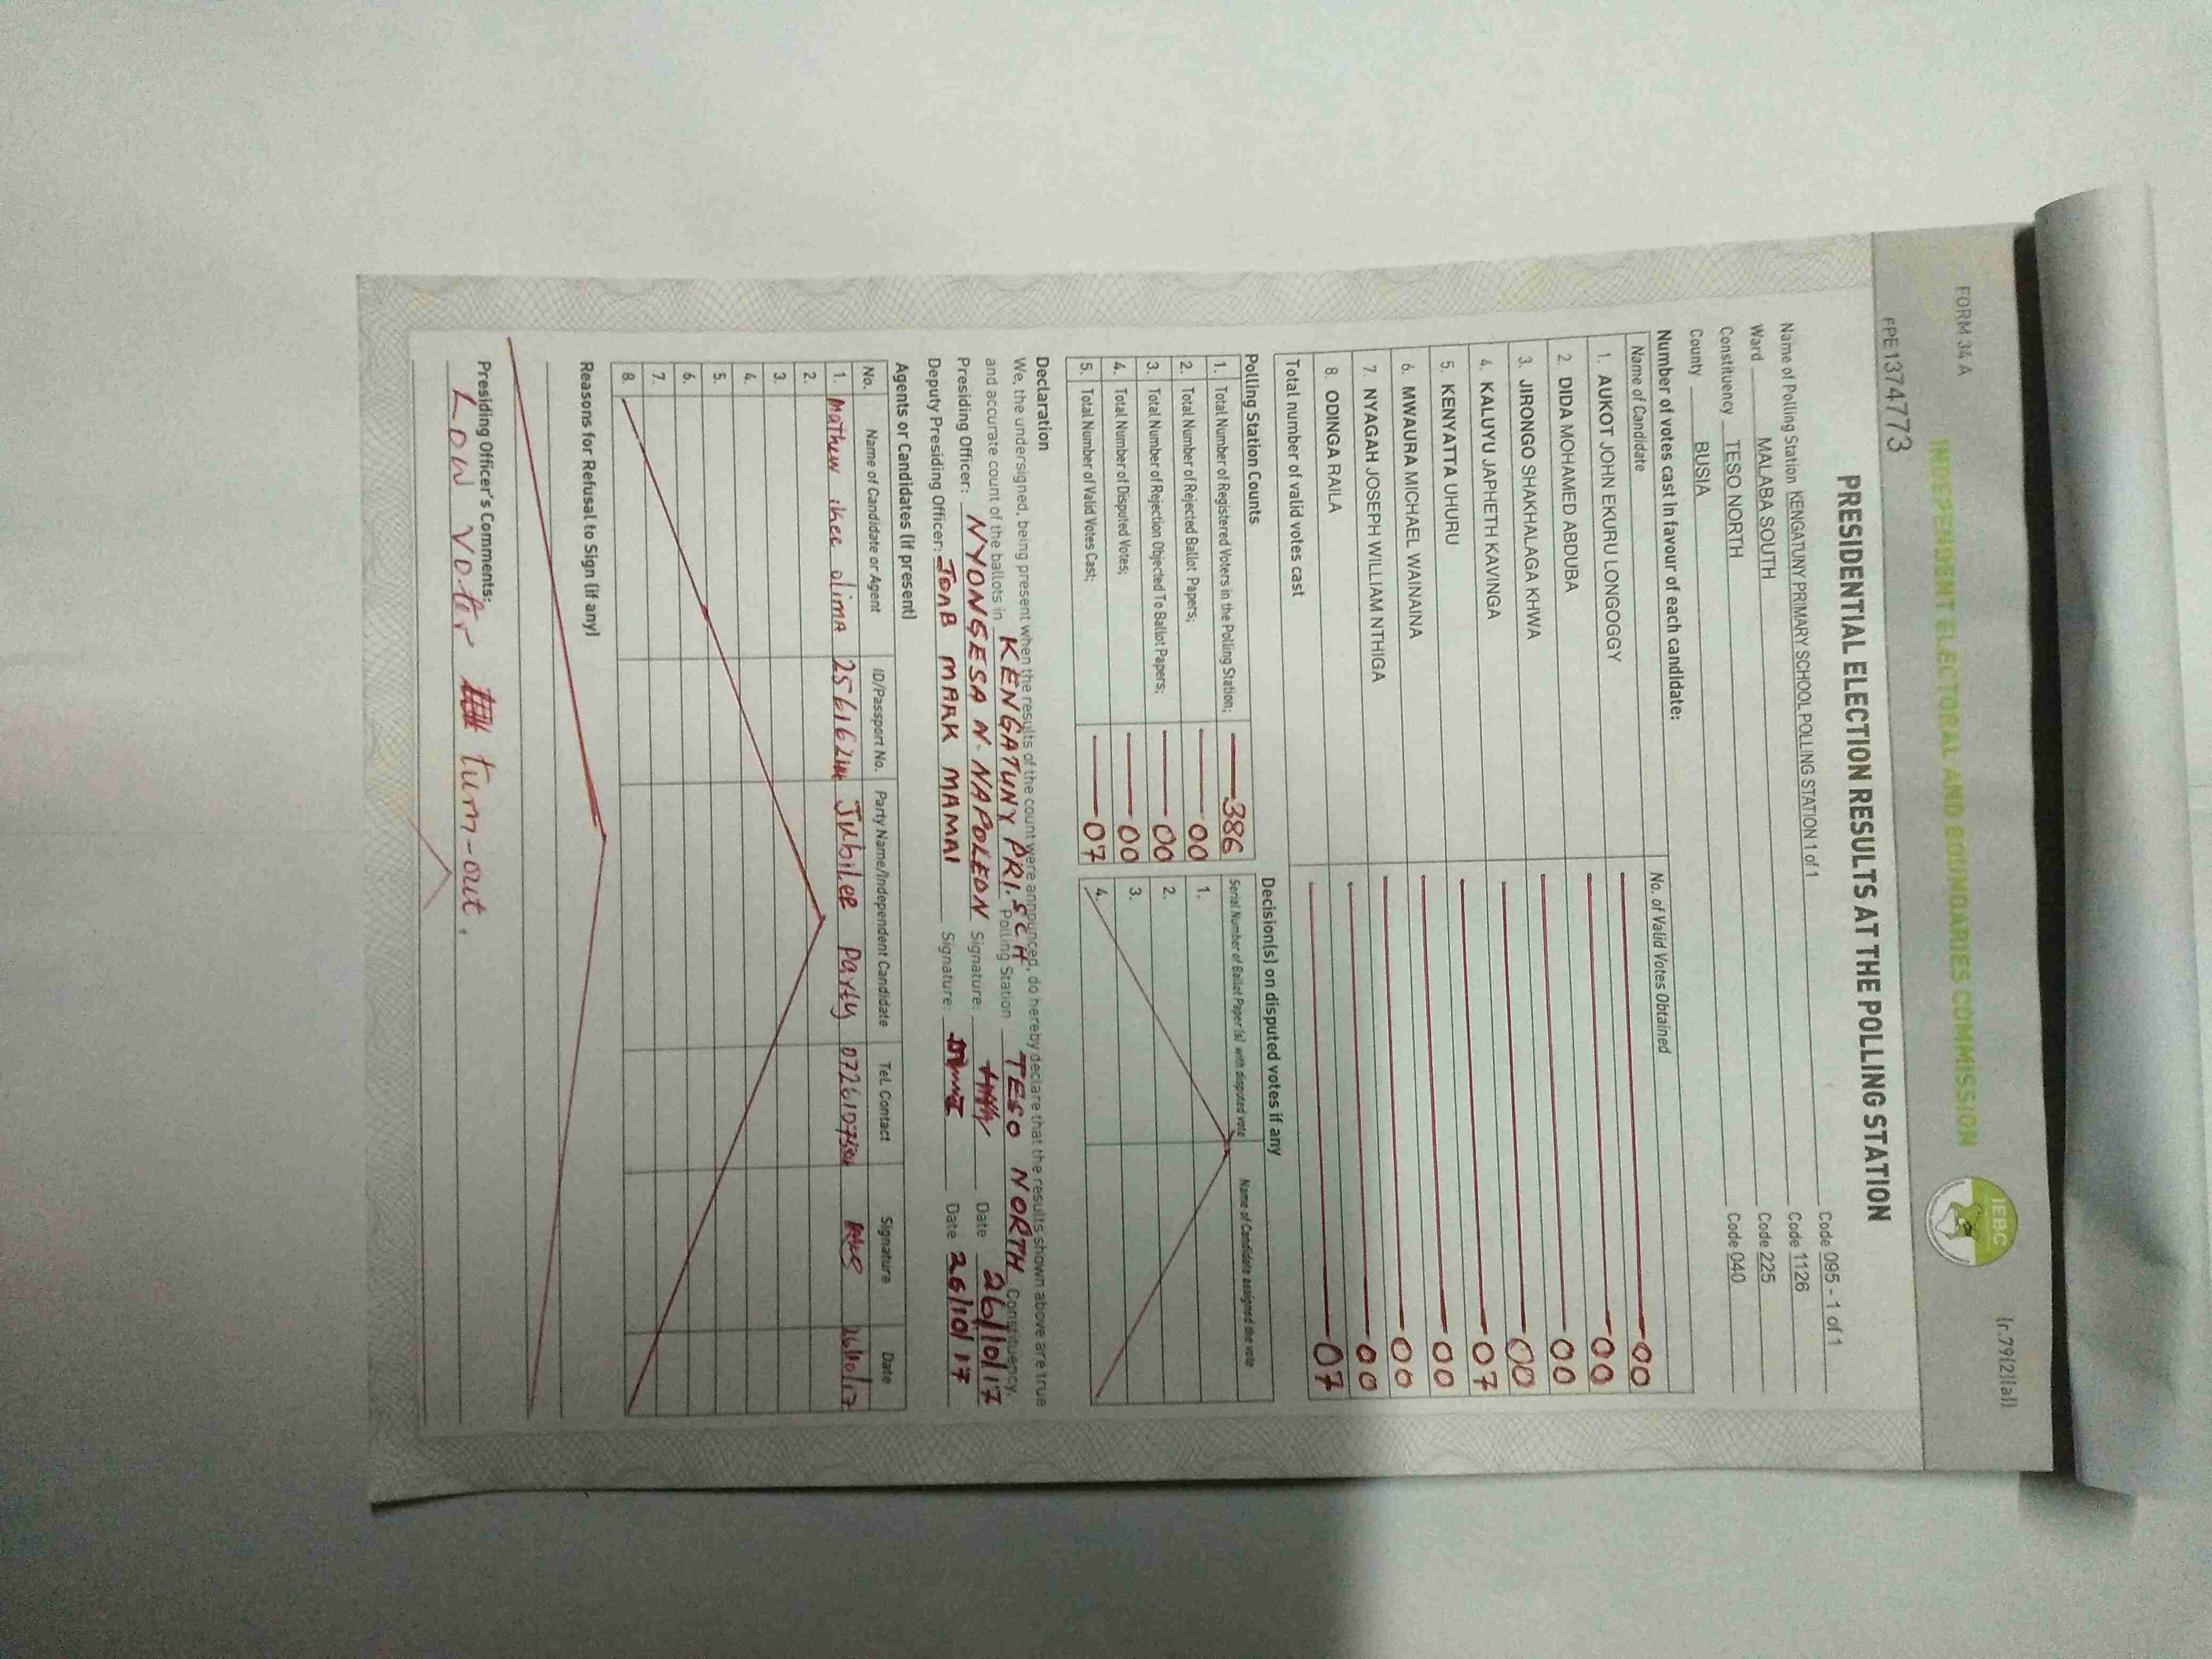 FORM 34 A
(r.79(2)(a))
INDEPENDENT ELECTORAL AND BOUNDARIES COMMISSION
IEBC
FPE1374773
PRESIDENTIAL ELECTION RESULTS AT THE POLLING STATION
Name of Polling Station KENGATUNY PRIMARY SCHOOL POLLING STATION 1 of 1 Code 095 - 1 of 1
Ward MALABA SOUTH Code 1126
Constituency TESO NORTH Code 225
County BUSIA Code 040
Number of votes cast in favour of each candidate:
Name of Candidate No. of Valid Votes Obtained
1. AUKOT JOHN EKURU LONGOGGY 00
2. DIDA MOHAMED ABDUBA 00
3. JIRONGO SHAKHALAGA KHWA 00
4. KALUYU JAPHETH KAVINGA 00
5. KENYATTA UHURU 07
6. MWAURA MICHAEL WAINAINA 00
7. NYAGAH JOSEPH WILLIAM NTHIGA 00
8. ODINGA RAILA 00
Total number of valid votes cast 07
Polling Station Counts
1. Total Number of Registered Voters in the Polling Station; 386
2. Total Number of Rejected Ballot Papers; 00
3. Total Number of Rejection Objected To Ballot Papers; 00
4. Total Number of Disputed Votes; 00
5. Total Number of Valid Votes Cast; 07
Decision(s) on disputed votes if any
Serial Number of Ballot Paper (s) with disputed vote Name of Candidate assigned the vote
1.
2.
3.
4.
Declaration
We, the undersigned, being present when the results of the count were announced, do hereby declare that the results shown above are true
and accurate count of the ballots in KENGATUNY PRI. SCH Polling Station TESO NORTH Constituency.
Presiding Officer: NYONGESA N. NAPOLEON Signature: Date 26/10/17
Deputy Presiding Officer: JOAB MARK MAMAI Signature: Date 26/10/17
Agents or Candidates (if present)
No. Name of Candidate or Agent ID/Passport No. Party Name/Independent Candidate Tel. Contact Signature Date
1. Mathew olima Jubilee Party 26/10/17
2.
3.
4.
5.
6.
7.
8.
Reasons for Refusal to Sign (if any)
Presiding Officer's Comments:
Low voter turn-out.